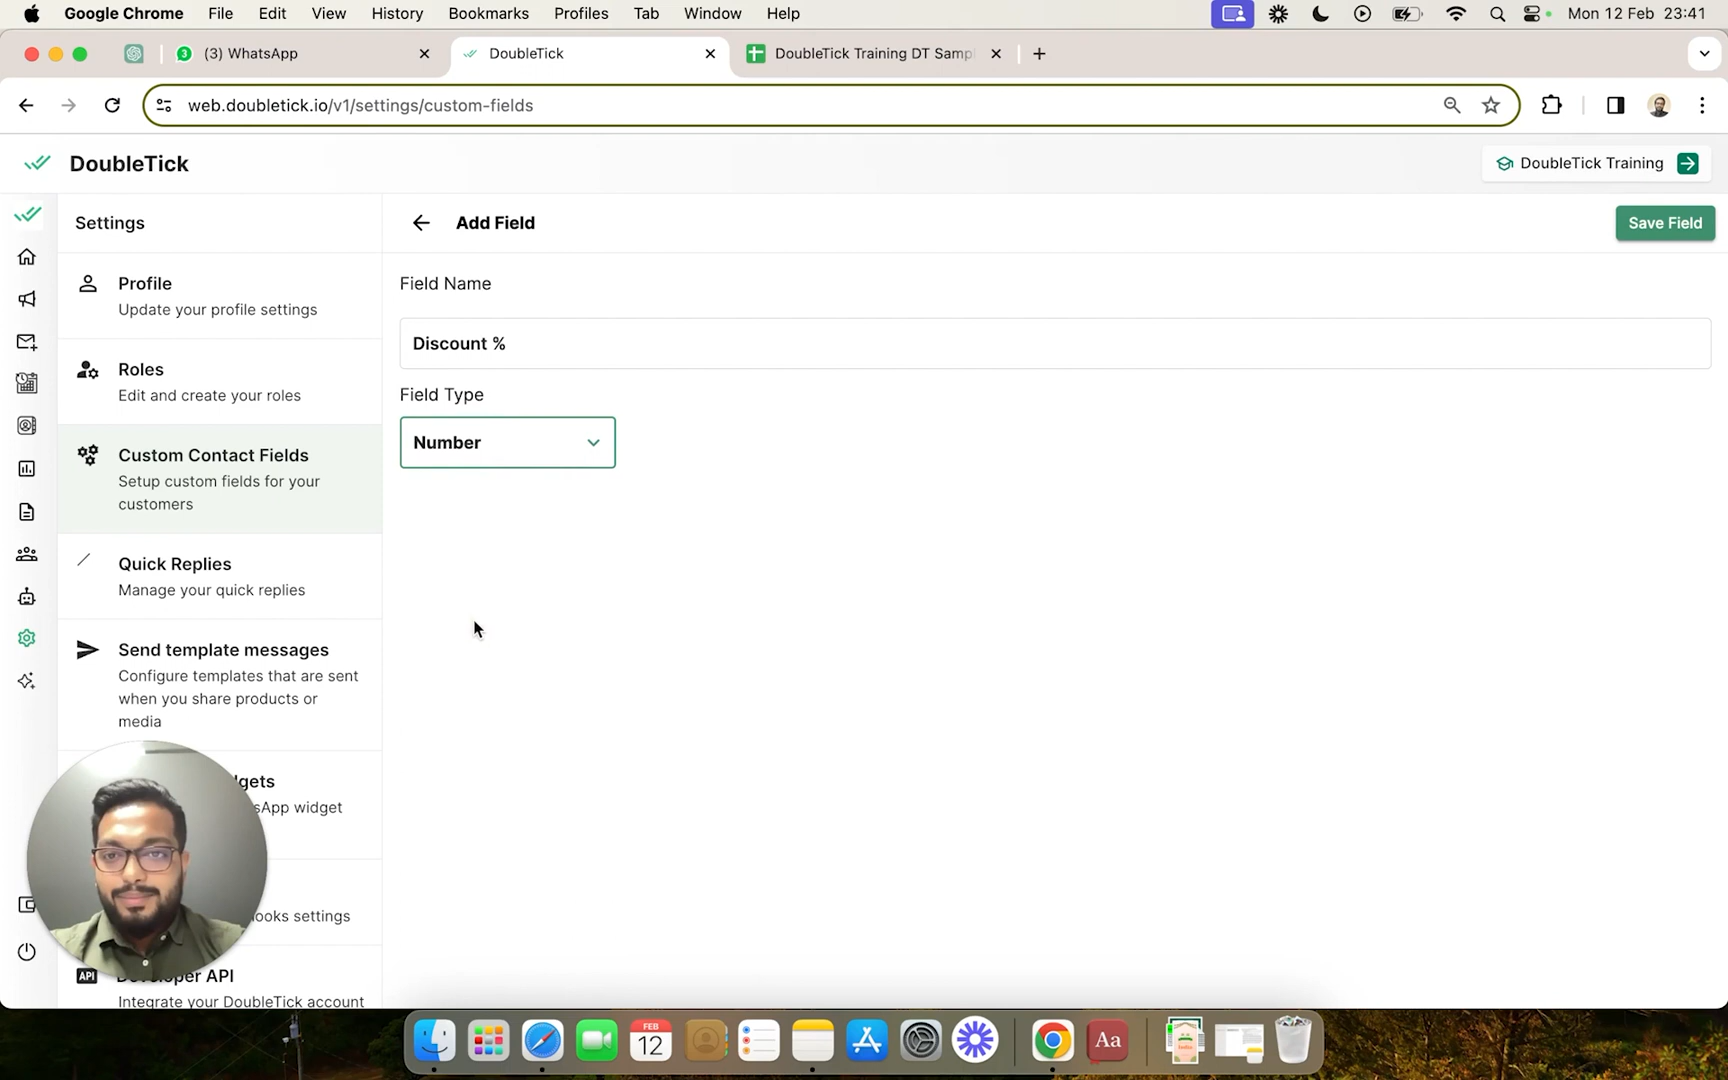 Google Chrome File Edit View History Bookmarks Profiles Tab Window Help Mon 12 Feb 23:41
3 (3) WhatsApp DoubleTick DoubleTick Training DT Samp
web.doubletick.io/v1/settings/custom-fields
DoubleTick DoubleTick Training
Settings
Add Field
Save Field
Profile
Update your profile settings
Roles
Edit and create your roles
Custom Contact Fields
Setup custom fields for your
customers
Quick Replies
Manage your quick replies
Send template messages
Configure templates that are sent
when you share products or
media
dgets
sApp widget
ooks settings
API Developer API
Integrate your DoubleTick account
Field Name
Discount %
Field Type
Number
FEB
12
Aa